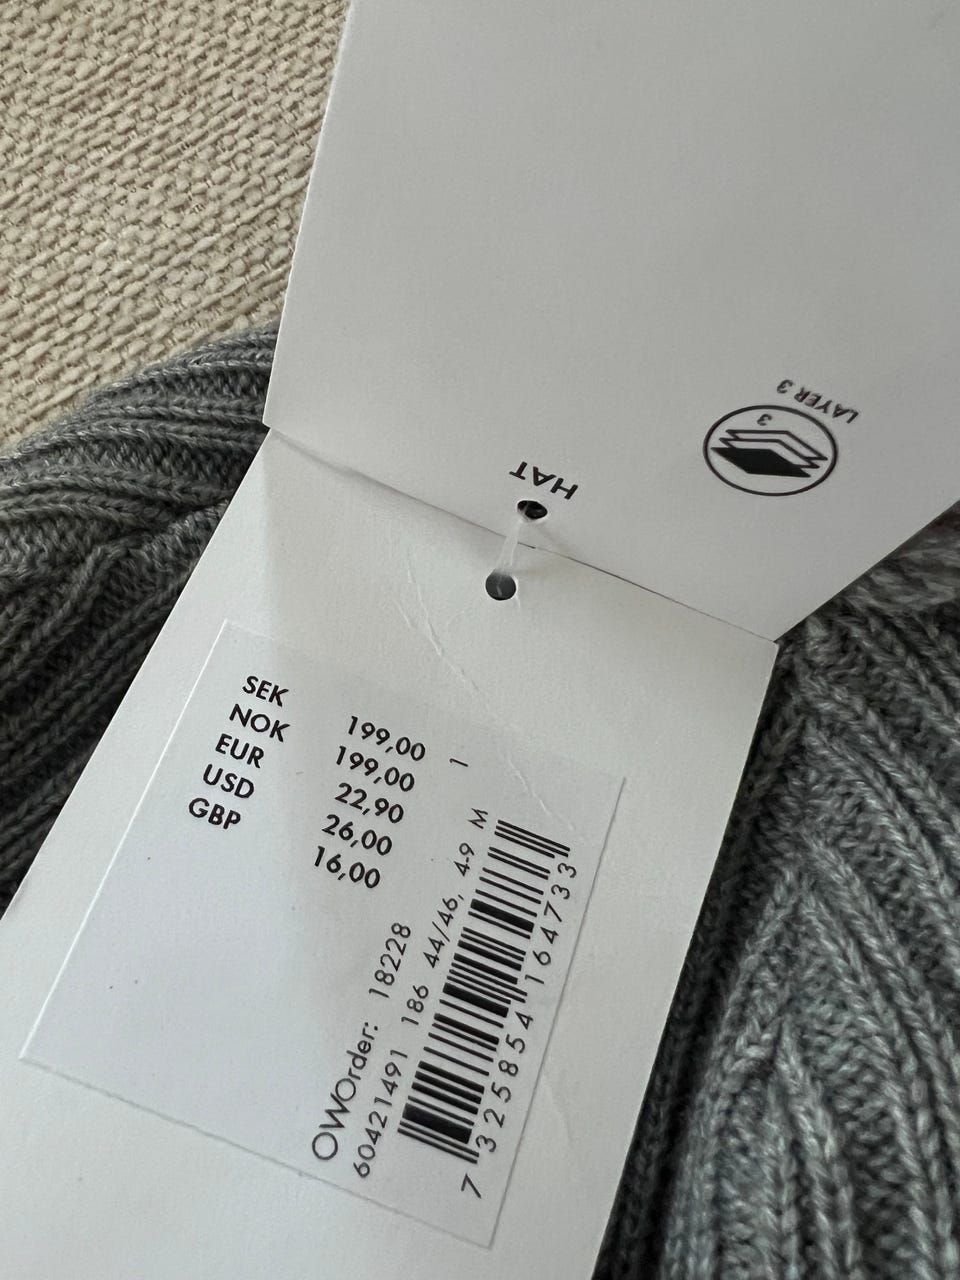 LAYER 3
3
HAT
SEK 199,00 1
NOK 199,00
EUR 22,90
USD 26,00
GBP 16,00
OWOrder: 18228
60421491 186 44/46, 4-9 M
7 325854 164733